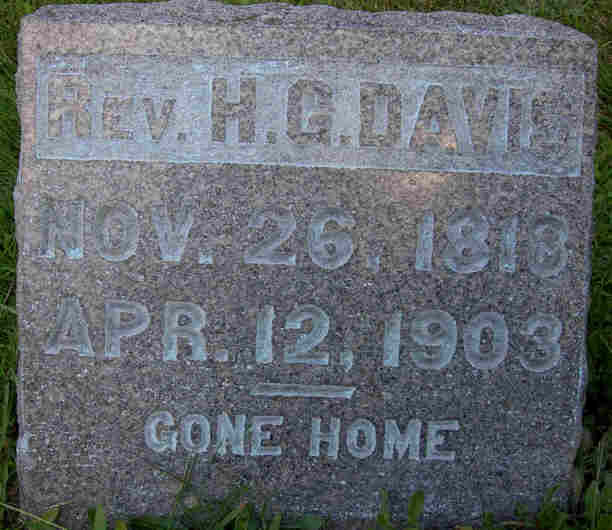 Rev. H. G. DAVIS
NOV. 26, 1818
APR. 12, 1903
GONE HOME